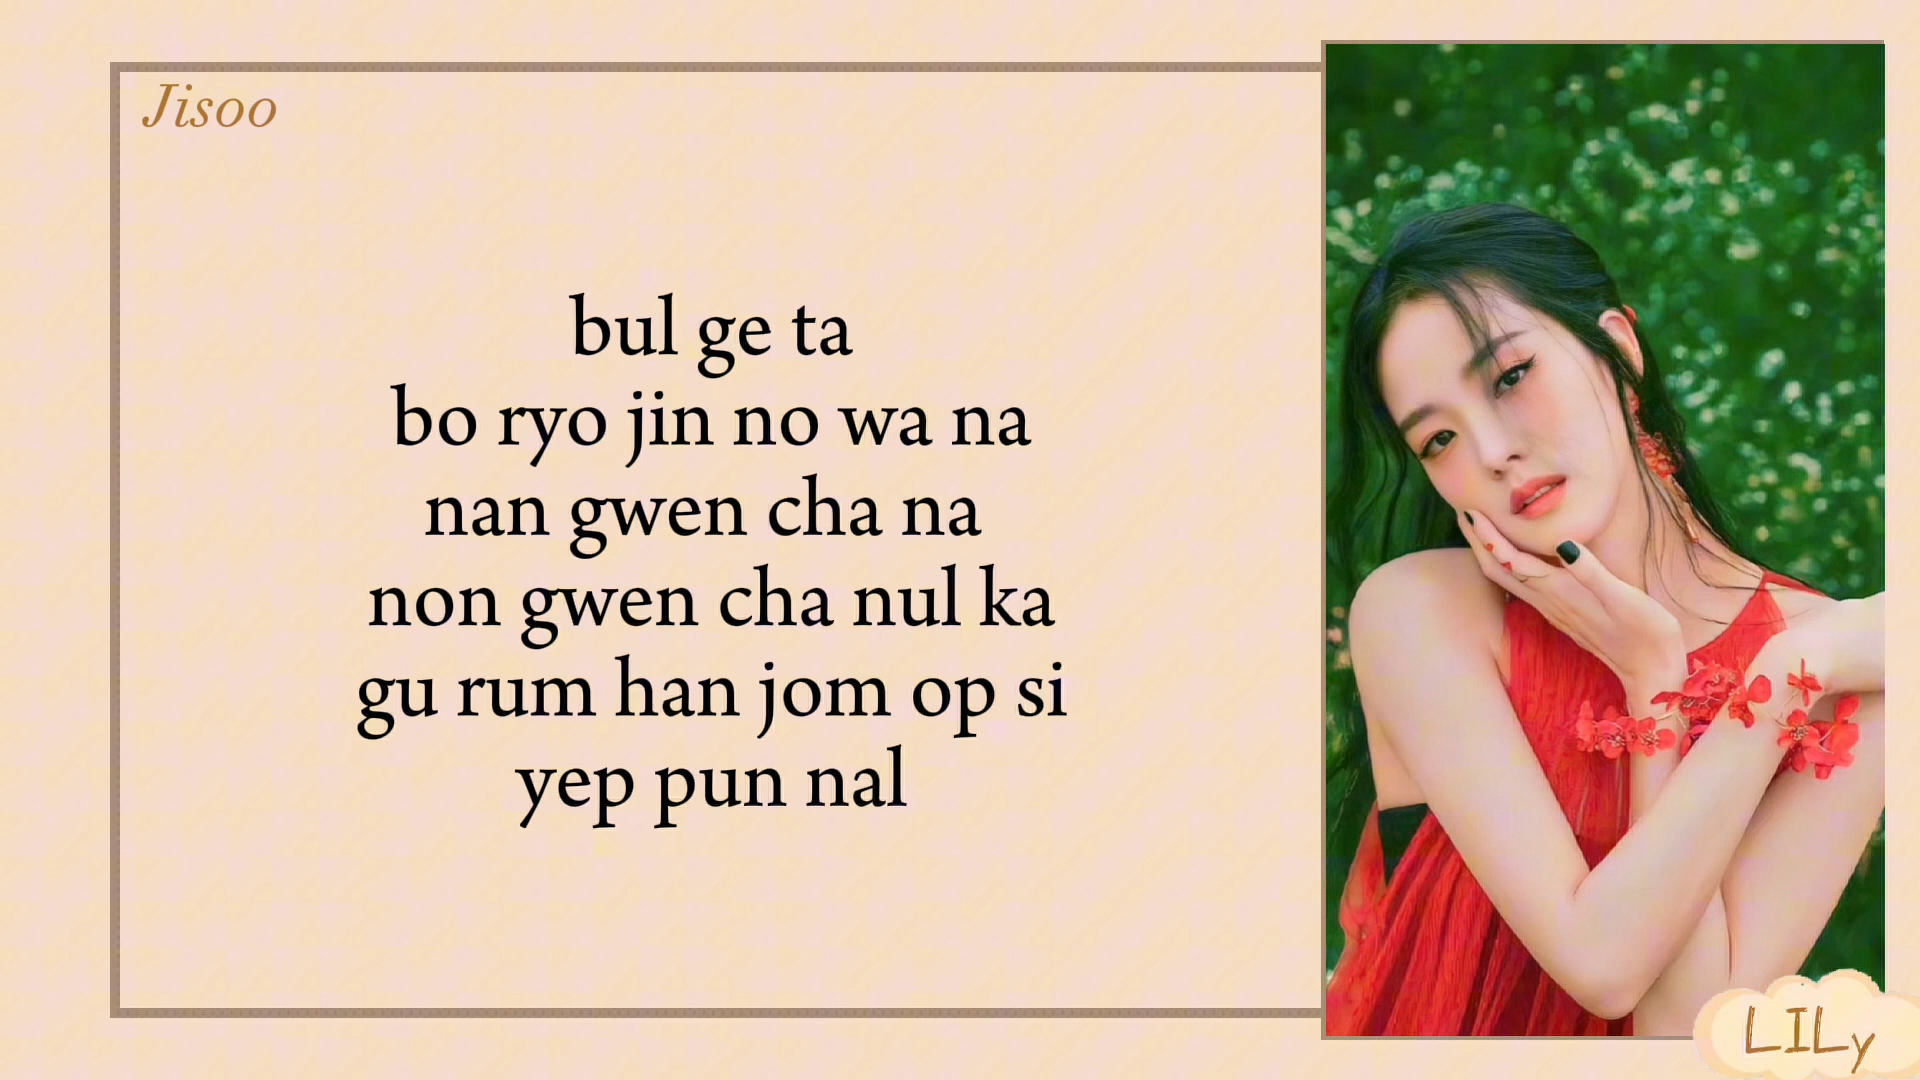 Jisoo
bul ge ta
bo ryo jin no wa na
nan gwen cha na
non gwen cha nul ka
gu rum han jom op si
yep pun nal
LILy